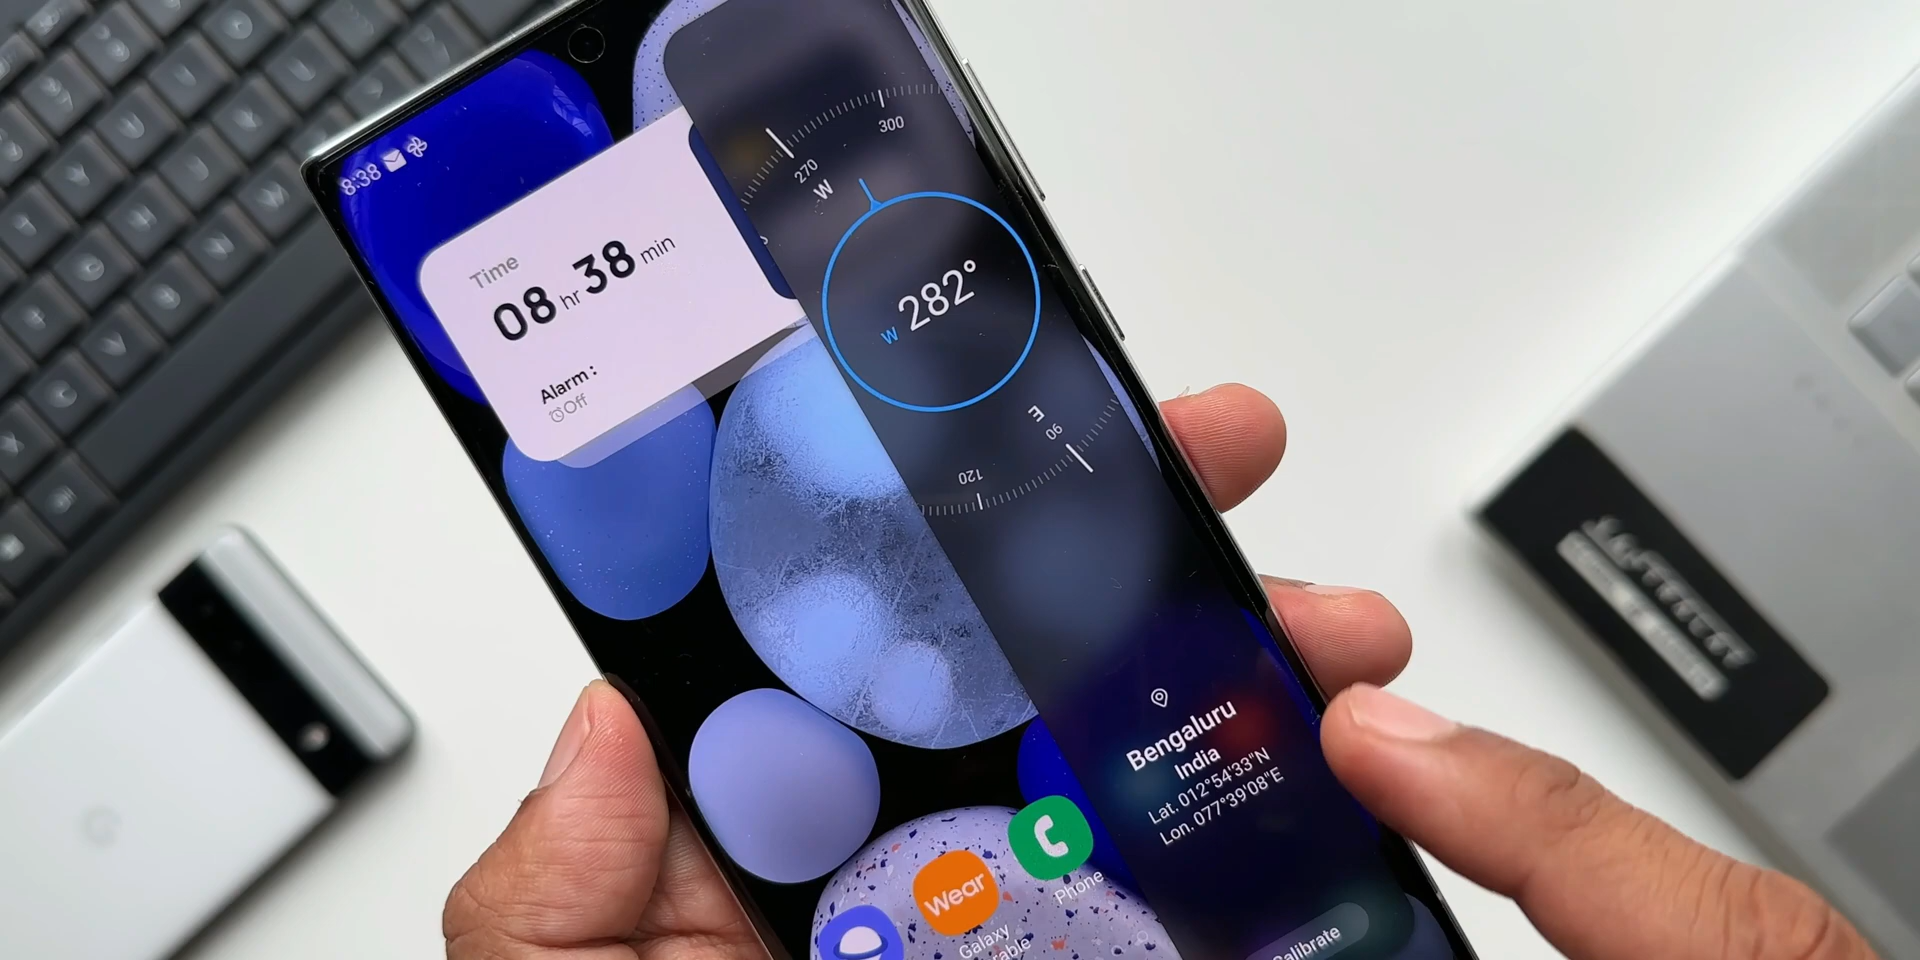 8:38
Time
08 hr 38 min
Alarm :
Off
300
270
W
W 282°
E
90
120
Bengaluru
India
Lat. 012°54'33"N
Lon. 077°39'08"E
Calibrate
Phone
Wear
Galaxy